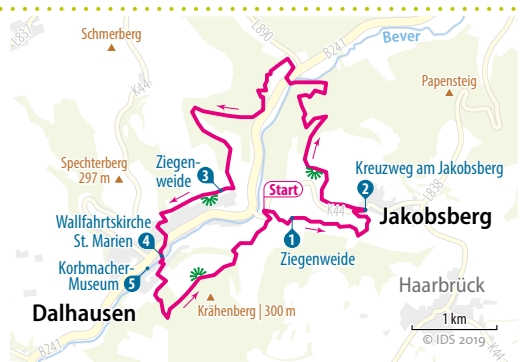 L837
Schmerberg
L890
B241
Bever
K44
Papensteig
Spechterberg
297 m
Ziegen-
weide
3
Start
Kreuzweg am Jakobsberg
2
L838
K44
Jakobsberg
Wallfahrtskirche
St. Marien
4
1
Ziegenweide
Korbmacher-
Museum
5
Haarbrück
Dalhausen
Krähenberg | 300 m
1 km
© IDS 2019
B241
K44